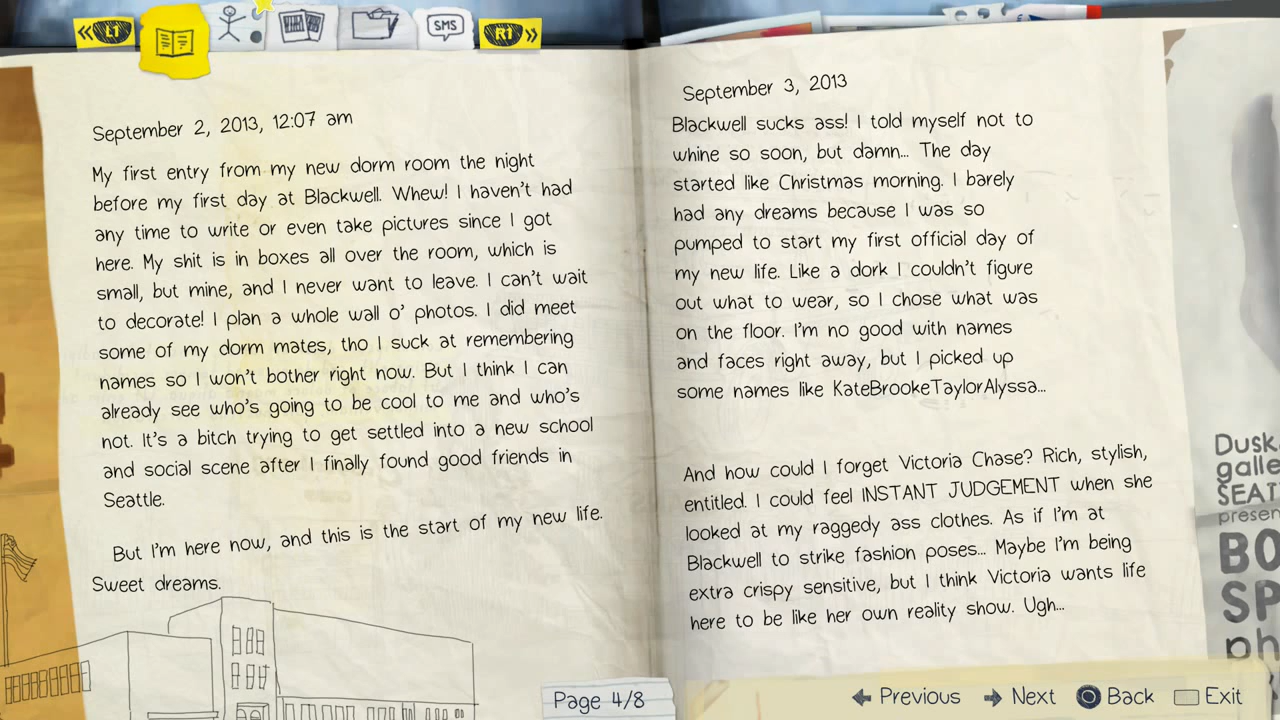 L1
SMS
R1
September 2, 2013, 12:07 am
My first entry from my new dorm room the night
before my first day at Blackwell. Whew! I haven't had
any time to write or even take pictures since I got
here. My shit is in boxes all over the room, which is
small, but mine, and I never want to leave. I can't wait
to decorate! I plan a whole wall o' photos. I did meet
some of my dorm mates, tho I suck at remembering
names so I won't bother right now. But I think I can
already see who's going to be cool to me and who's
not. It's a bitch trying to get settled into a new school
and social scene after I finally found good friends in
Seattle.
But I'm here now, and this is the start of my new life.
Sweet dreams.
September 3, 2013
Blackwell sucks ass! I told myself not to
whine so soon, but damn... The day
started like Christmas morning. I barely
had any dreams because I was so
pumped to start my first official day of
my new life. Like a dork I couldn't figure
out what to wear, so I chose what was
on the floor. I'm no good with names
and faces right away, but I picked up
some names like KateBrookeTaylorAlyssa...
And how could I forget Victoria Chase? Rich, stylish,
entitled. I could feel INSTANT JUDGEMENT when she
looked at my raggedy ass clothes. As if I'm at
Blackwell to strike fashion poses... Maybe I'm being
extra crispy sensitive, but I think Victoria wants life
here to be like her own reality show. Ugh...
Dusk
galle
SEAT
presen
BO
SP
ph
Page 4/8
Previous
Next
Back
Exit